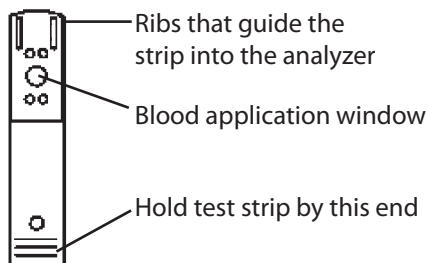 Ribs that guide the
strip into the analyzer
Blood application window
Hold test strip by this end